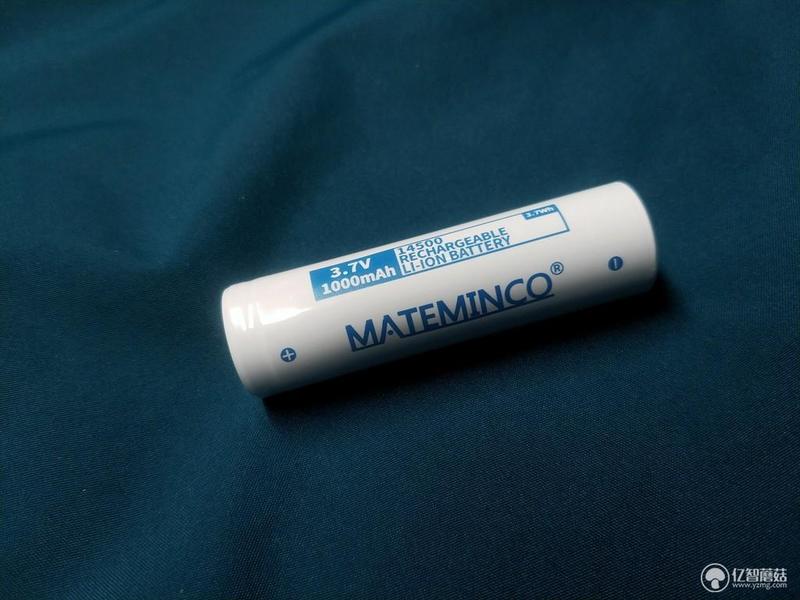 3.7V
1000mAh
14500
RECHARGEABLE
LI-ION BATTERY
3.7Wh
MATEMINCO®
+
-
亿智蘑菇
www.yzmg.com